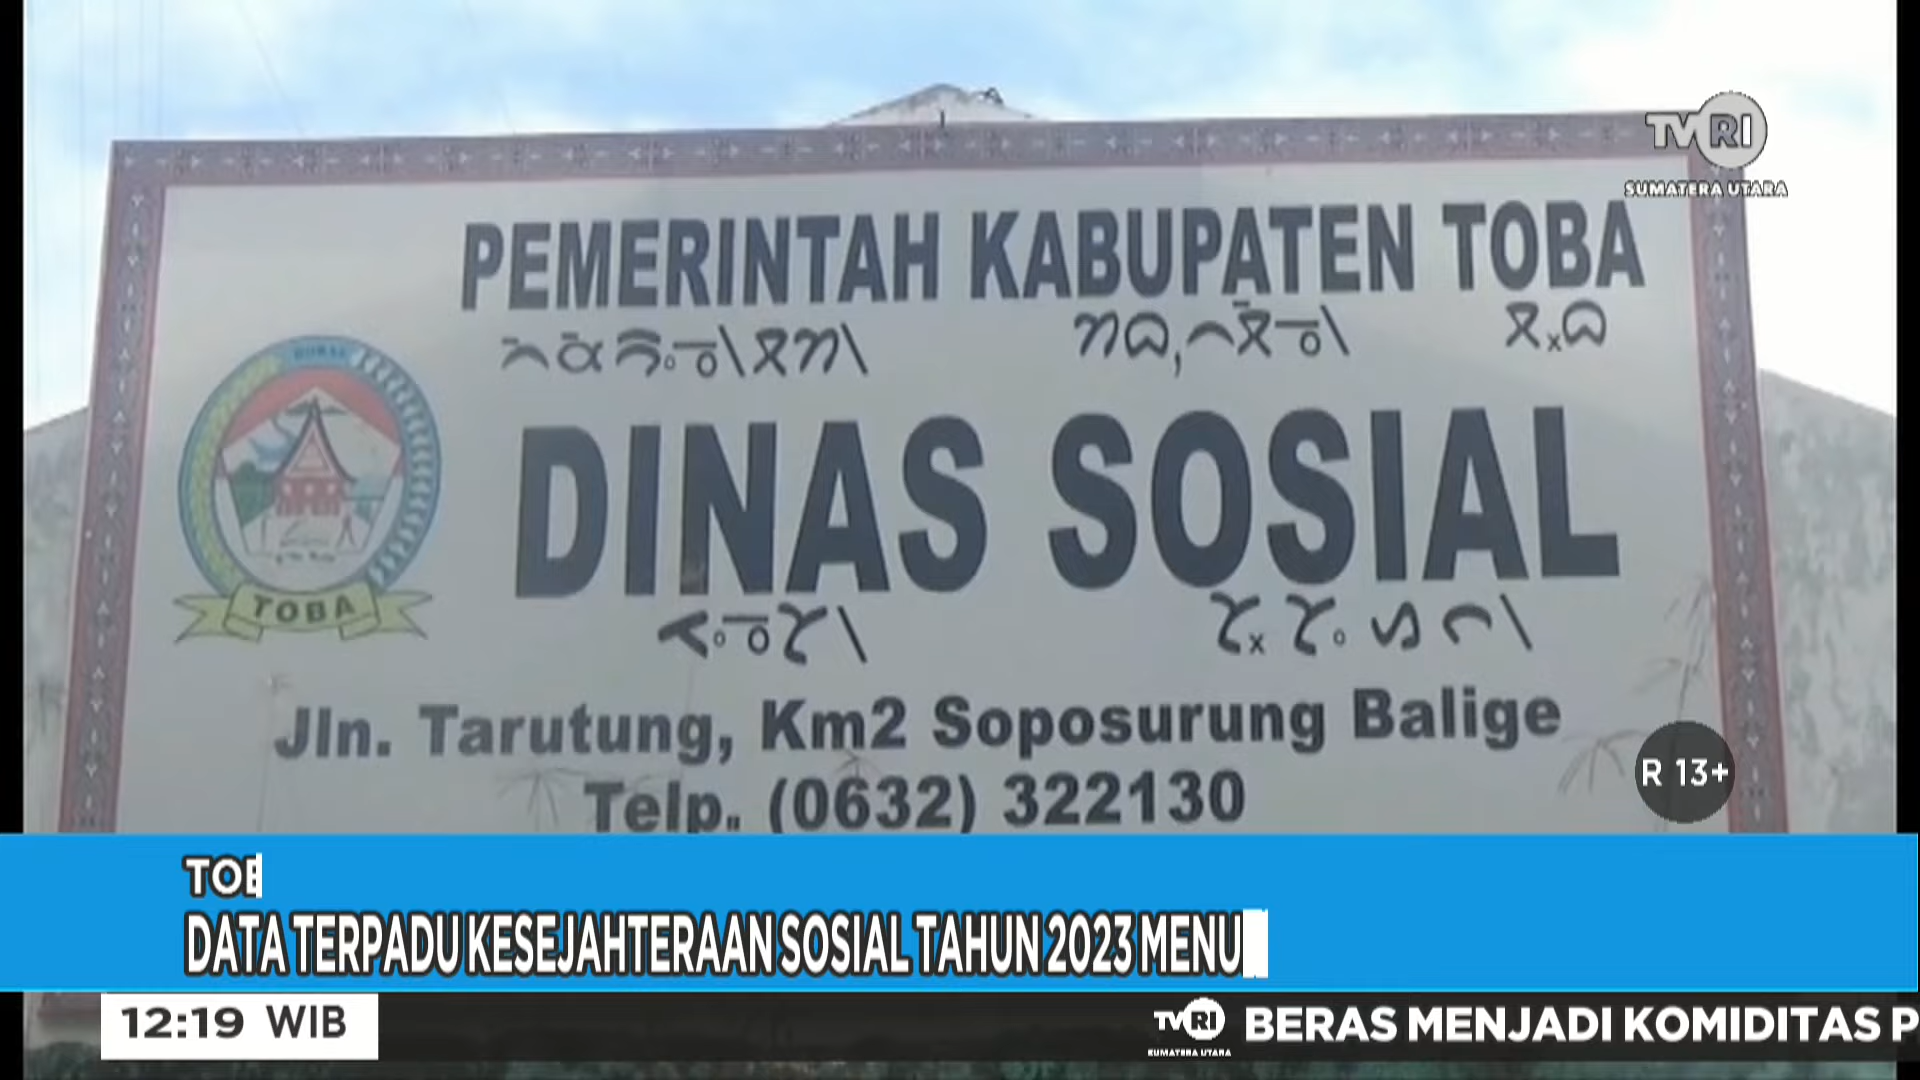 TVRI
SUMATERA UTARA
PEMERINTAH KABUPATEN TOBA
DINAS SOSIAL
TOBA
Jln. Tarutung, Km2 Soposurung Balige
Telp. (0632) 322130
R 13+
DATA TERPADU KESEJAHTERAAN SOSIAL TAHUN 2023 MENU
12:19 WIB
TVRI
SUMATERA UTARA
BERAS MENJADI KOMIDITAS P